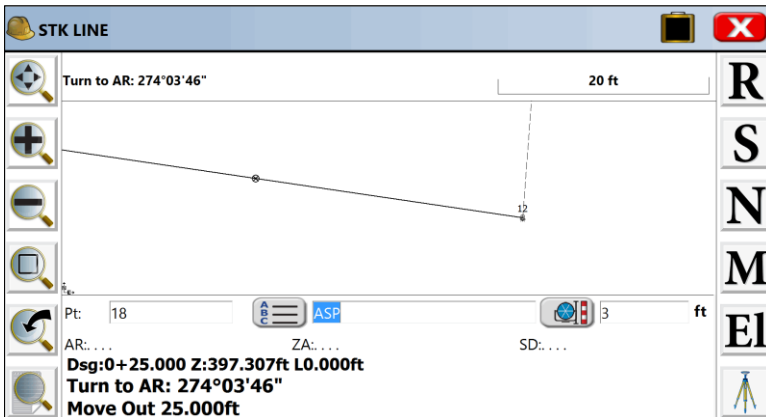 STK LINE
Turn to AR: 274°03'46"
20 ft
R
S
N
M
El
12
Pt: 18
A
B
C
ASP
3 ft
AR:. . . . ZA:. . . . SD:. . . .
Dsg:0+25.000 Z:397.307ft L0.000ft
Turn to AR: 274°03'46"
Move Out 25.000ft